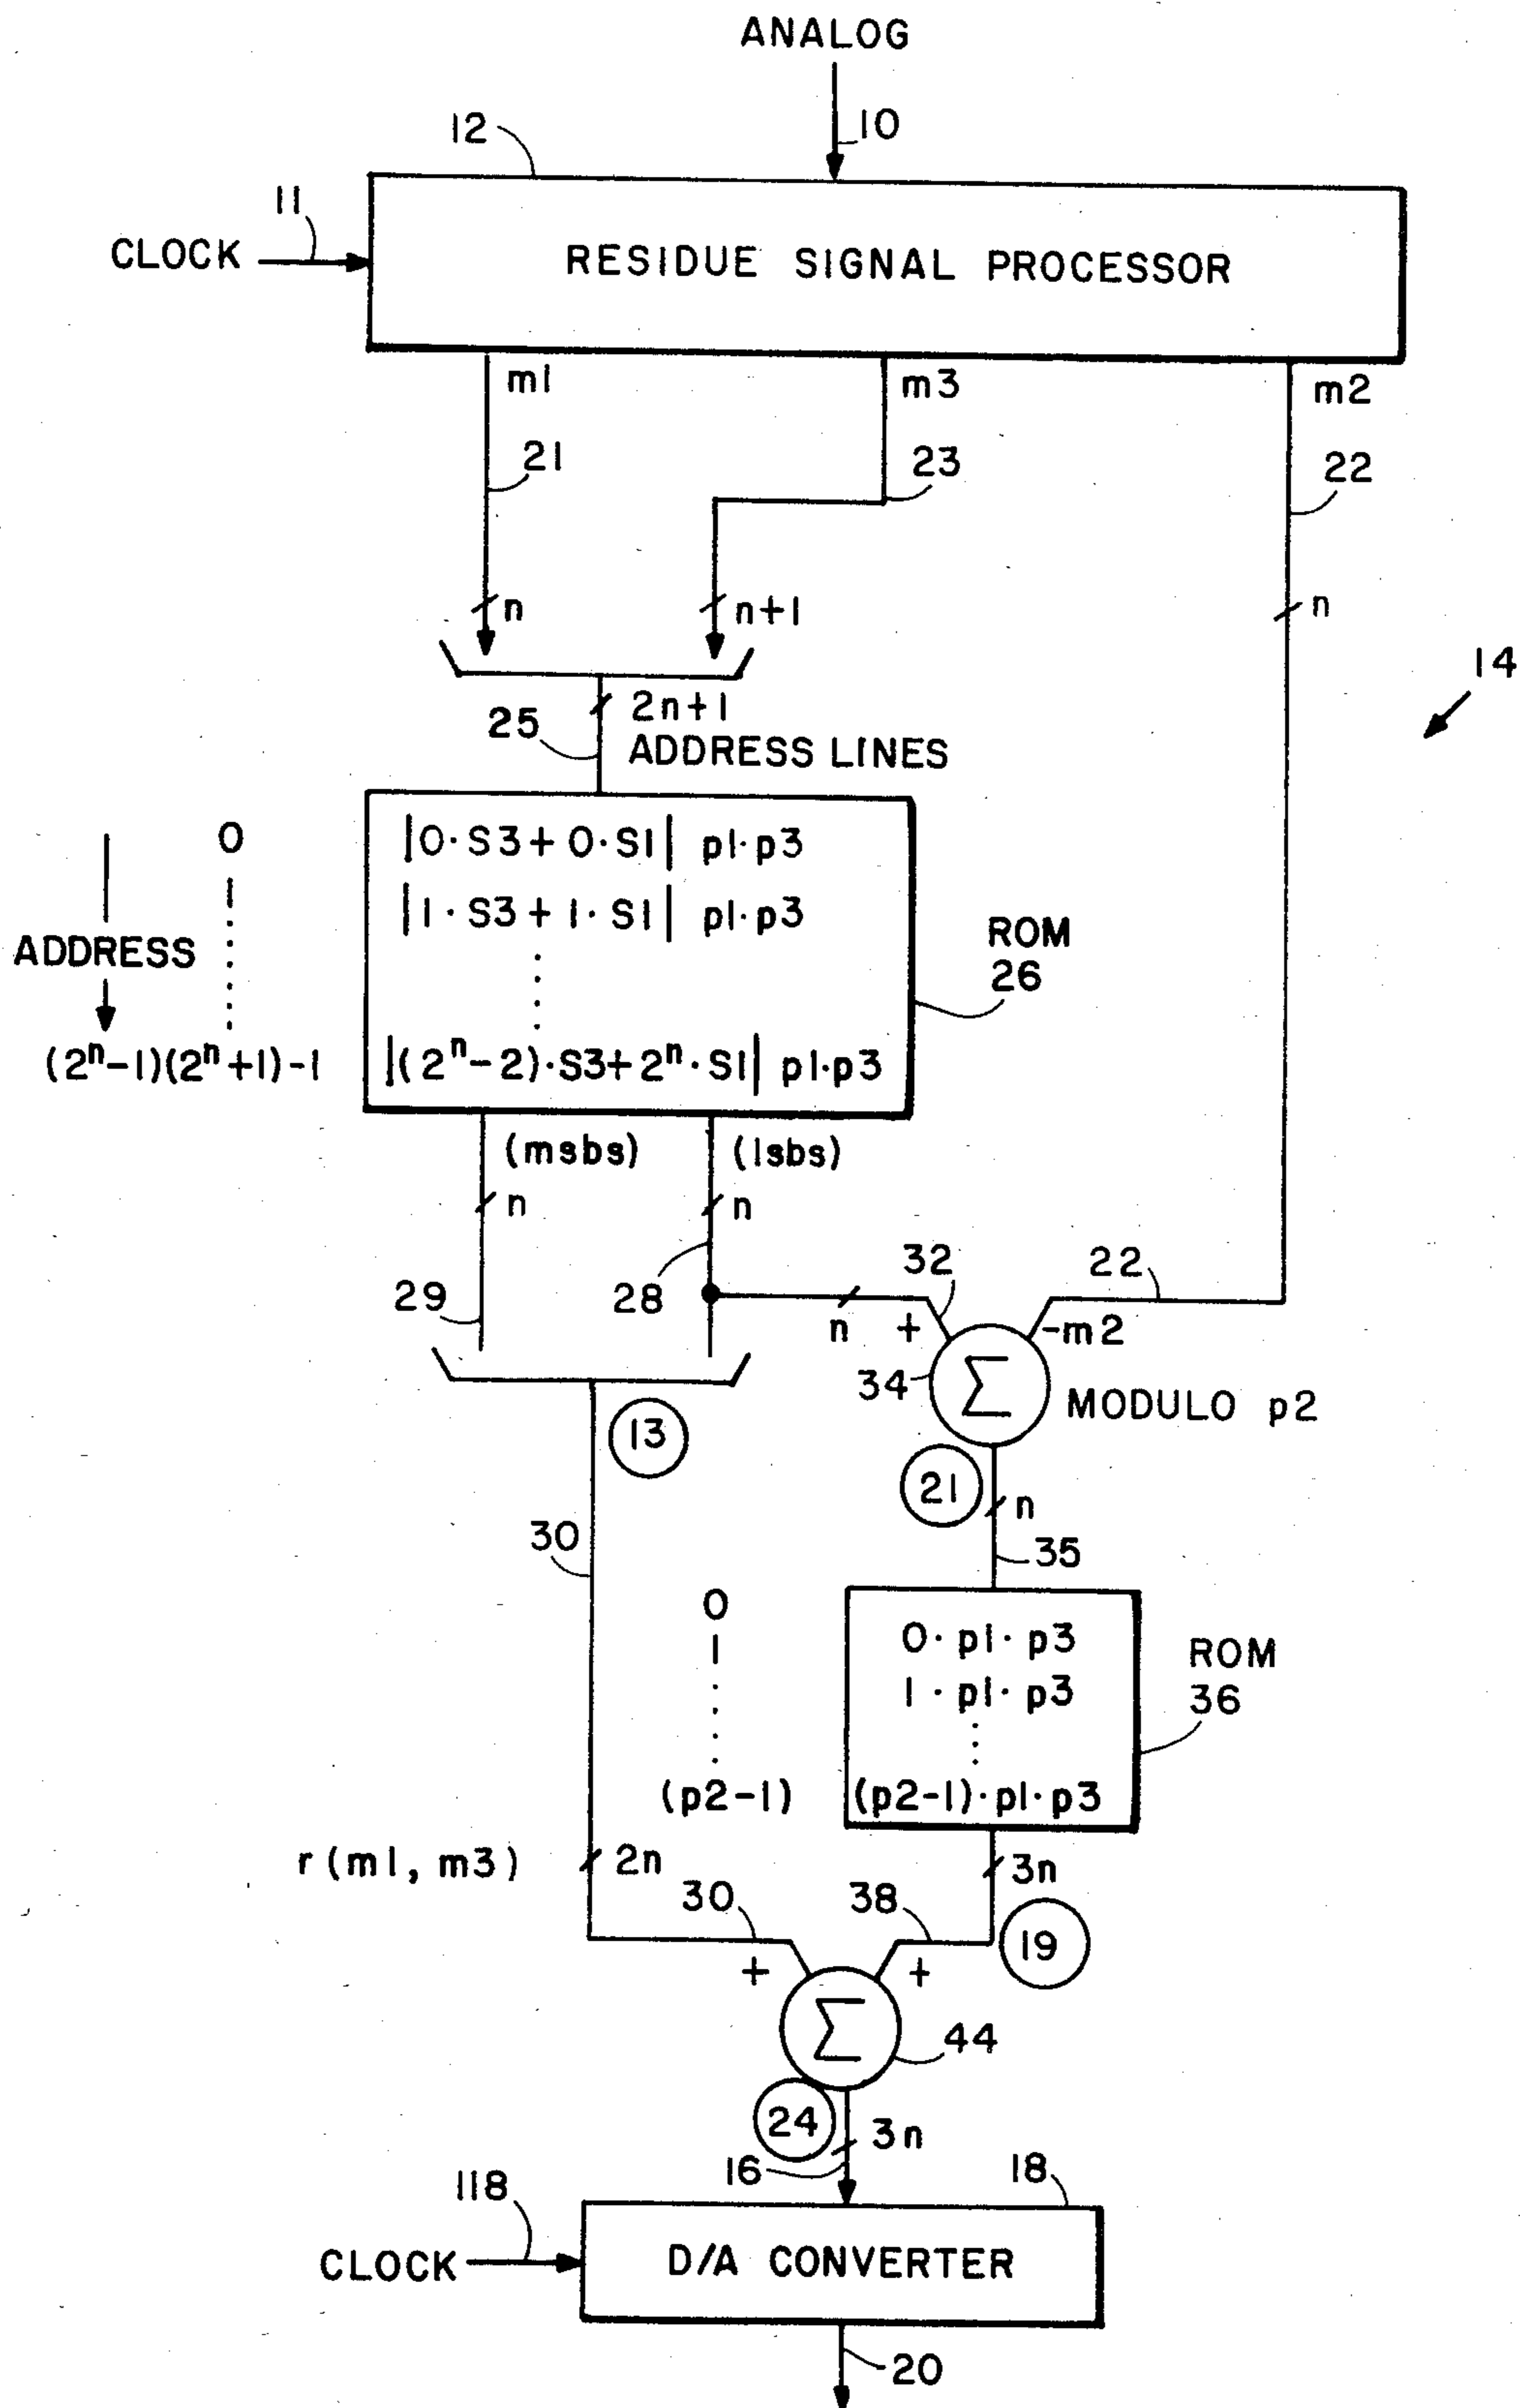 ANALOG
10
12
11
CLOCK
RESIDUE SIGNAL PROCESSOR
m1
m3
m2
21
23
22
n
n+1
n
14
25
2n+1
ADDRESS LINES
0
|0·S3+0·S1| p1·p3
1
|1·S3+1·S1| p1·p3
ADDRESS
ROM
26
(2ⁿ-1)(2ⁿ+1)-1
|(2ⁿ-2)·S3+2ⁿ·S1| p1·p3
(msbs)
(lsbs)
n
n
29
28
32
22
n
+
-m2
34
Σ
MODULO p2
13
21
n
30
35
0
0·p1·p3
1
1·p1·p3
ROM
36
(p2-1)
(p2-1)·p1·p3
r(m1, m3)
2n
3n
30
38
19
+
+
Σ
44
24
3n
16
18
118
CLOCK
D/A CONVERTER
20